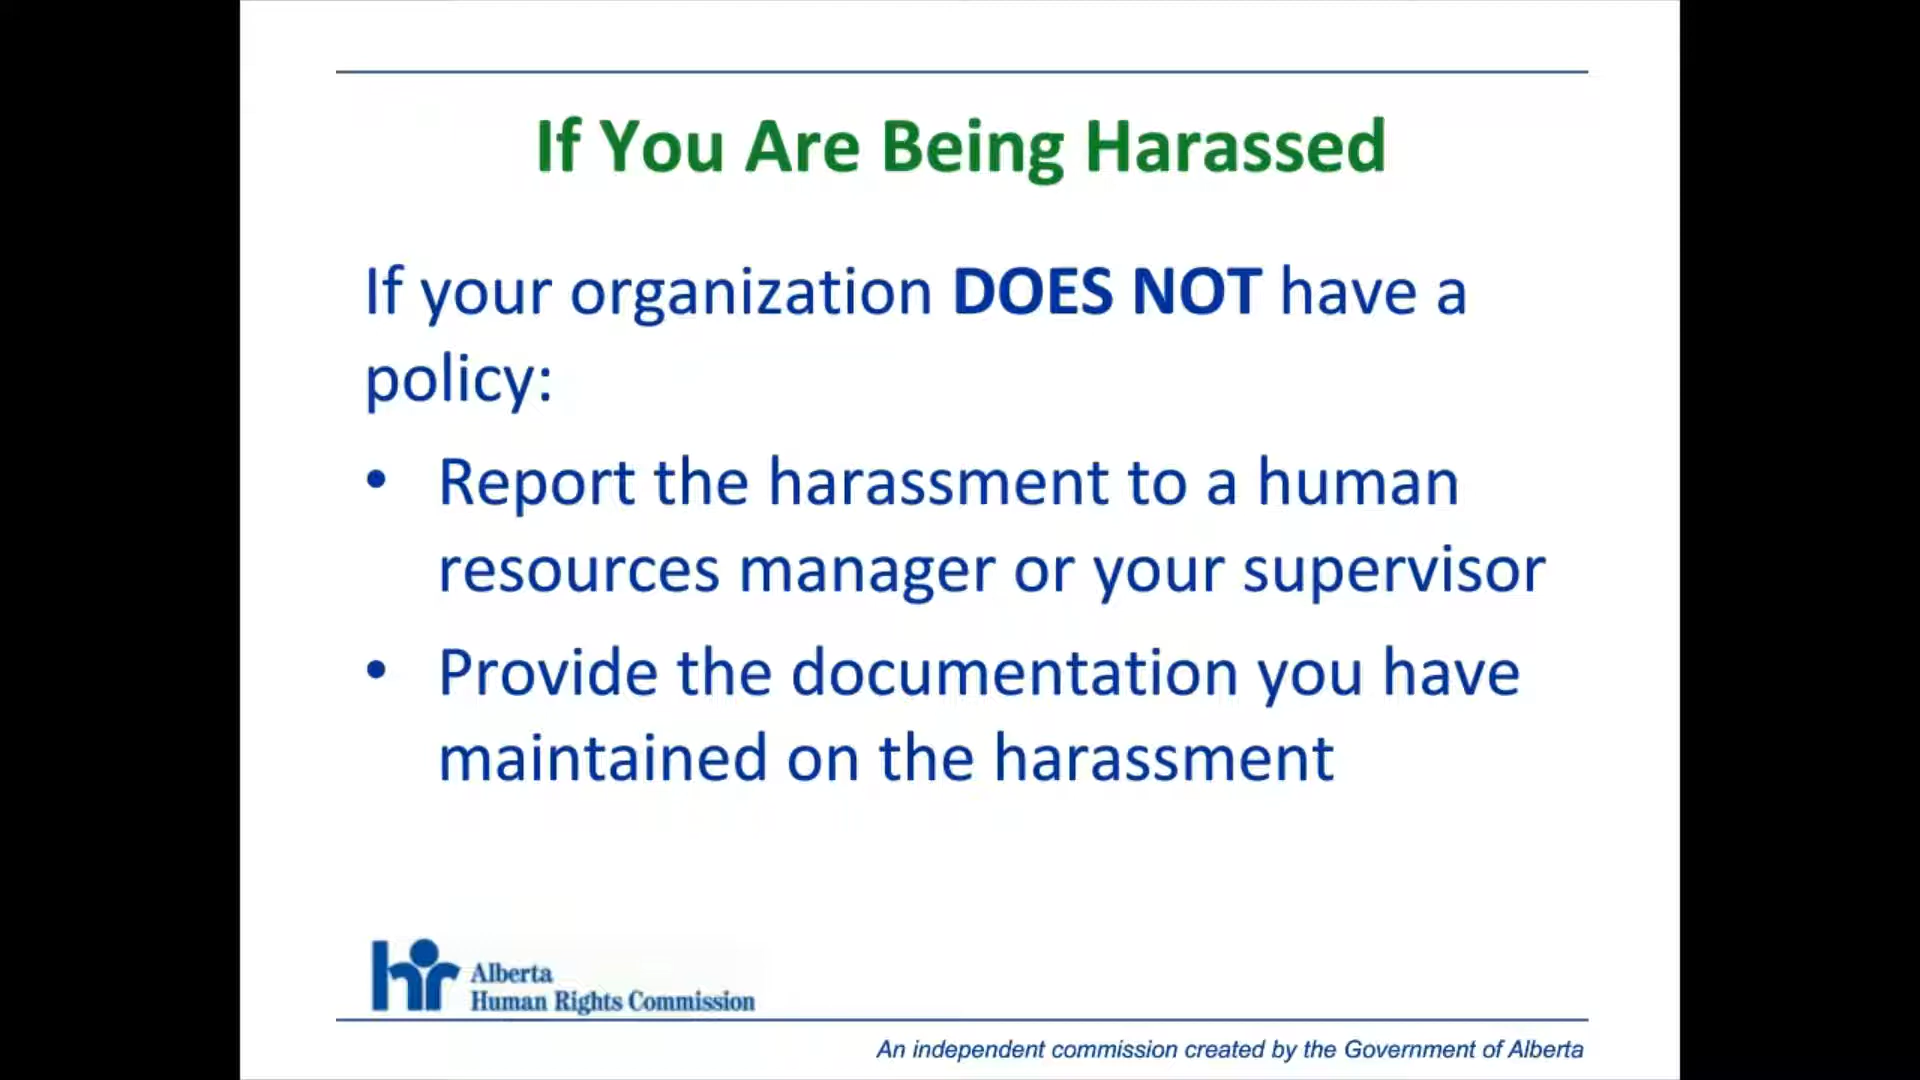 If You Are Being Harassed
If your organization DOES NOT have a
policy:
• Report the harassment to a human
resources manager or your supervisor
• Provide the documentation you have
maintained on the harassment
hr Alberta
Human Rights Commission
An independent commission created by the Government of Alberta